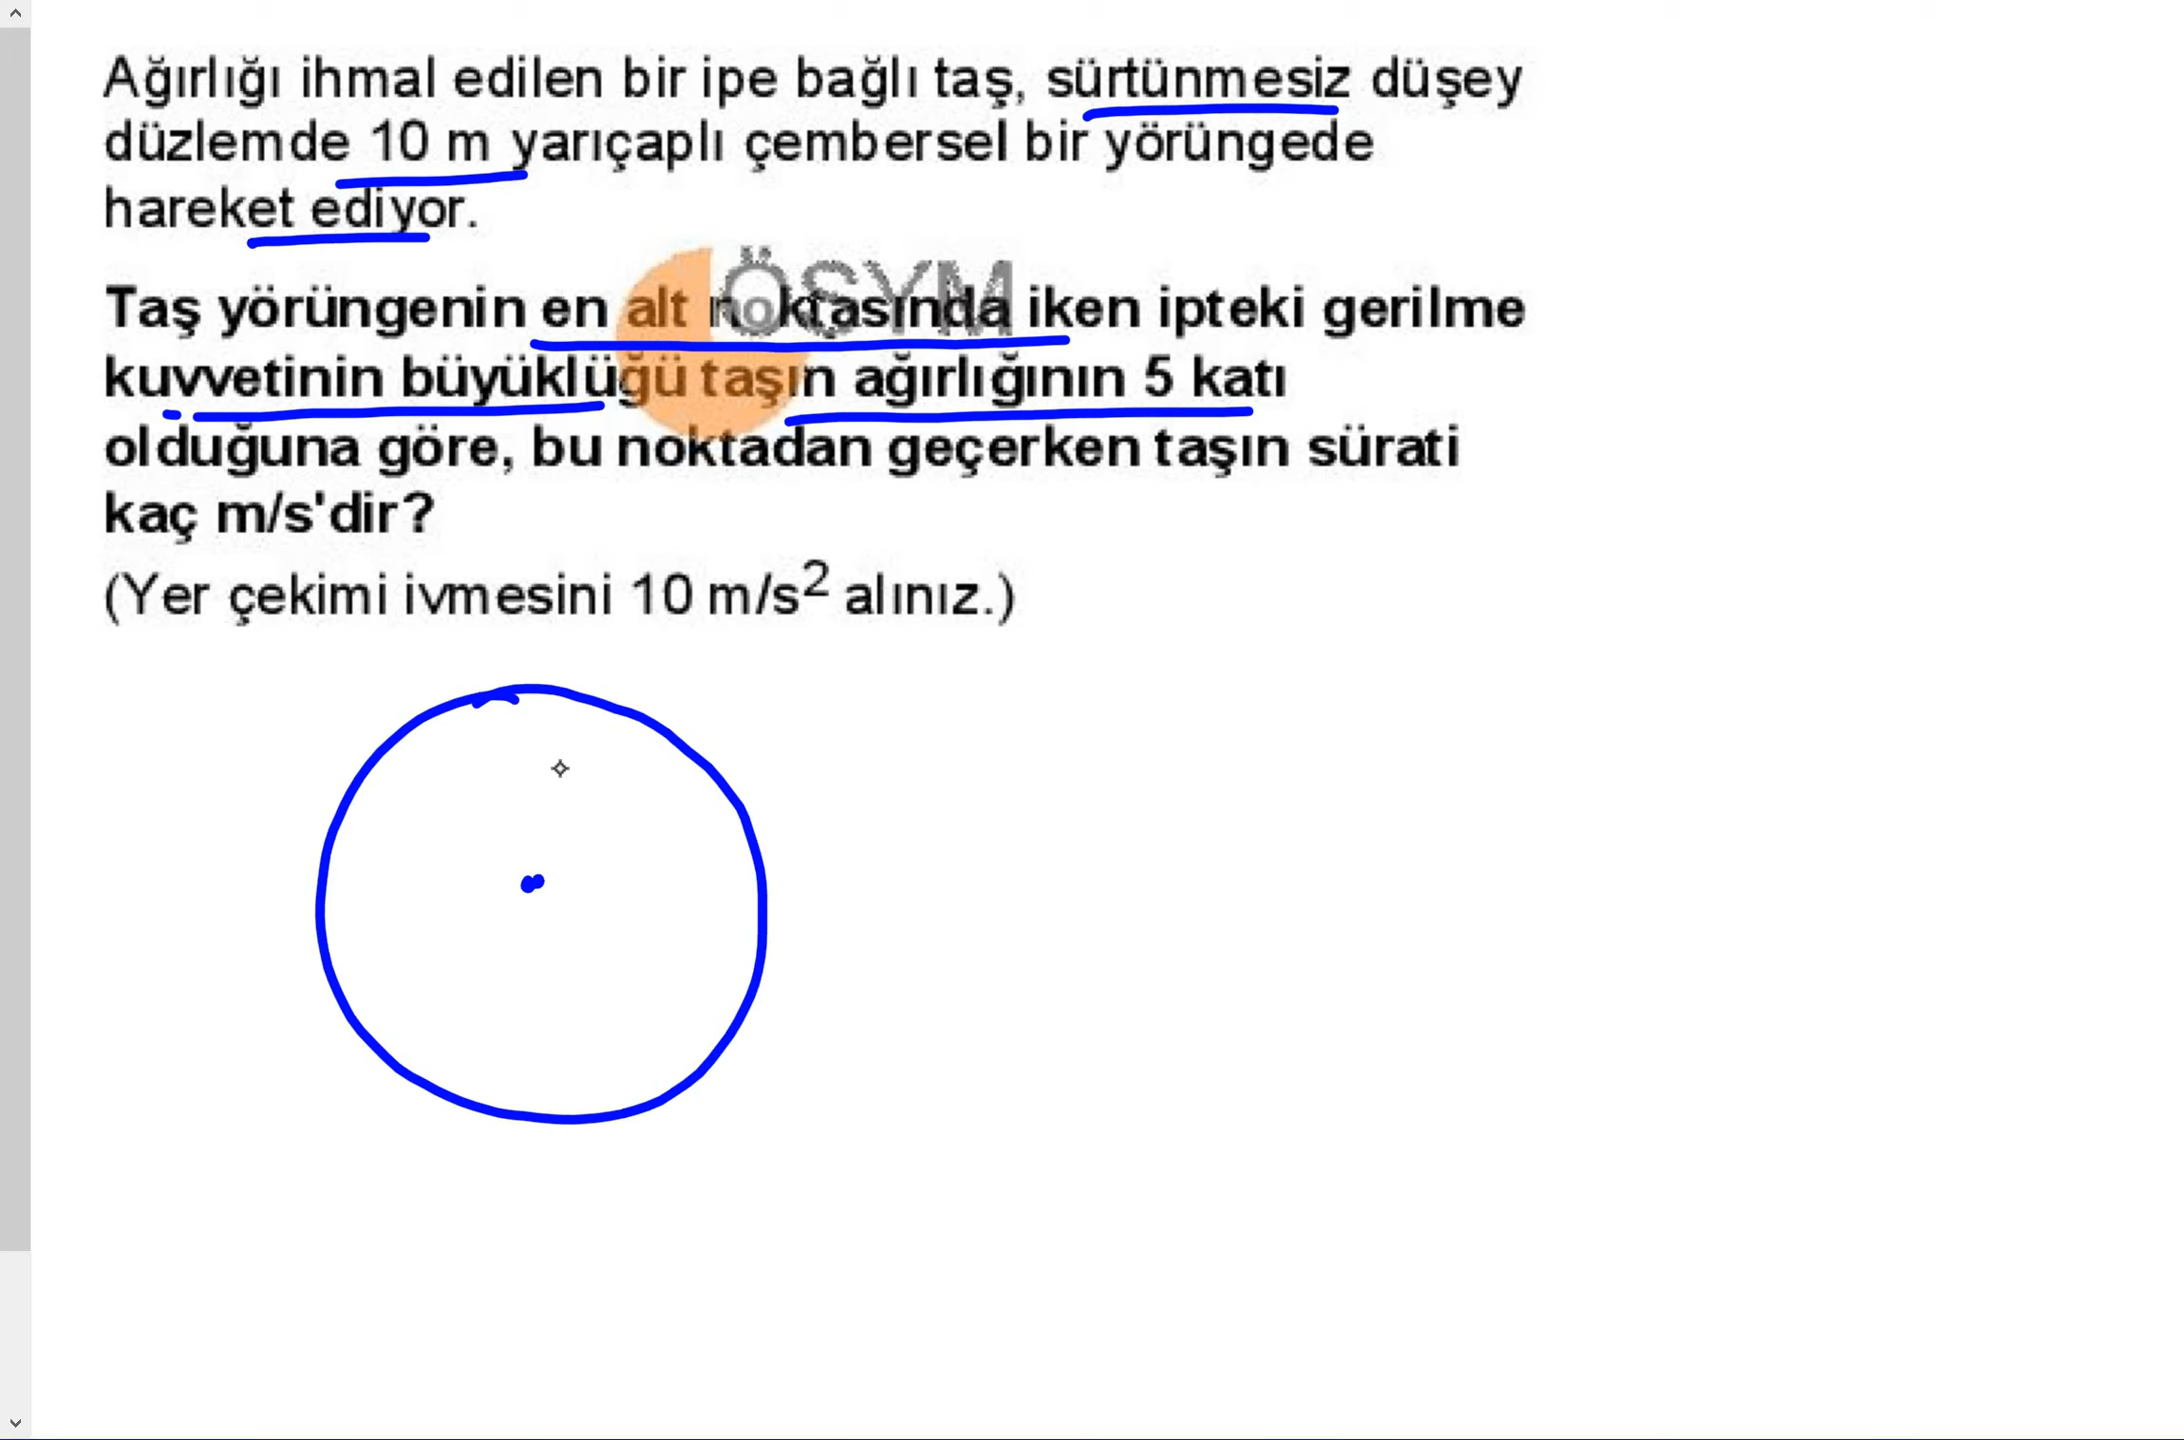 Ağırlığı ihmal edilen bir ipe bağlı taş, sürtünmesiz düşey
düzlemde 10 m yarıçaplı çembersel bir yörüngede
hareket ediyor.
ÖSYM
Taş yörüngenin en alt noktasında iken ipteki gerilme
kuvvetinin büyüklüğü taşın ağırlığının 5 katı
olduğuna göre, bu noktadan geçerken taşın sürati
kaç m/s'dir?
(Yer çekimi ivmesini 10 m/s² alınız.)